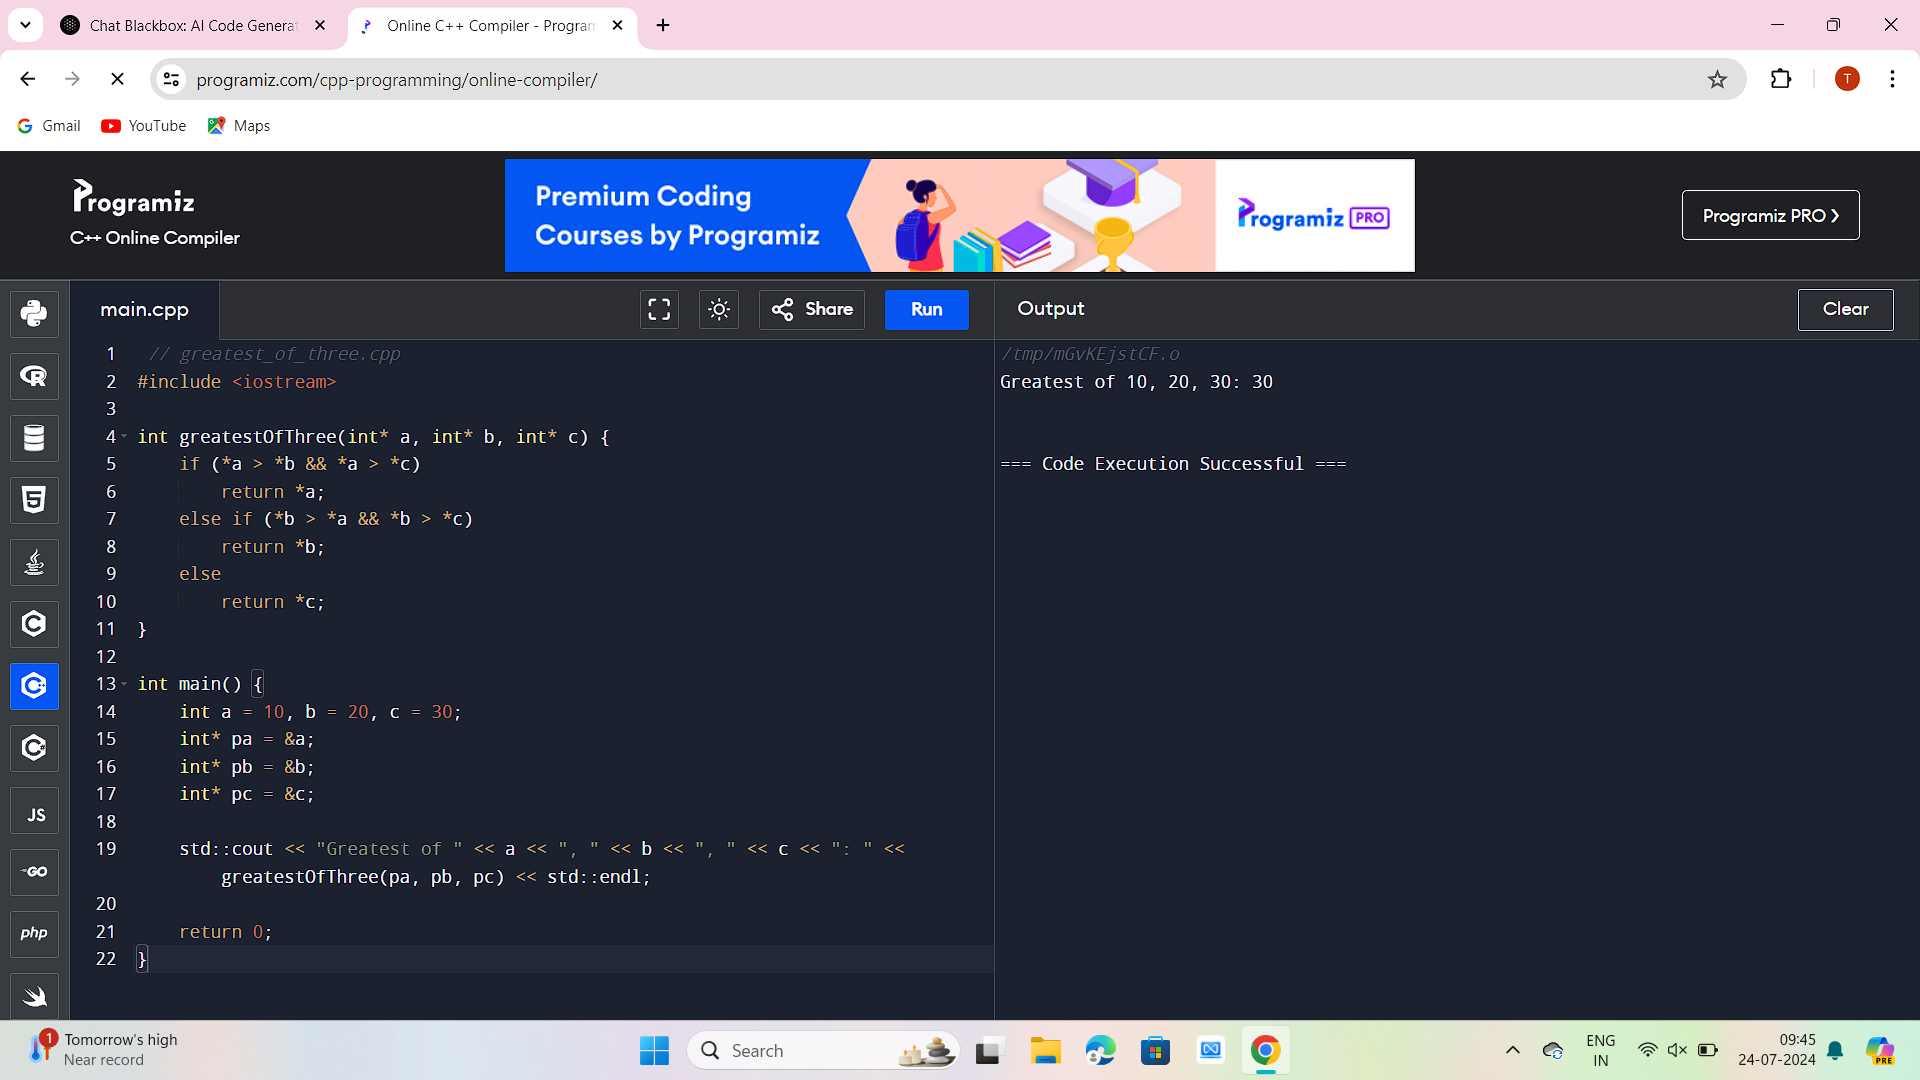 Chat Blackbox: AI Code Generat
Online C++ Compiler - Program
programiz.com/cpp-programming/online-compiler/
T
Gmail
YouTube
Maps
Programiz
C++ Online Compiler
Premium Coding
Courses by Programiz
Programiz PRO
Programiz PRO
main.cpp
Share
Run
Output
Clear
1 // greatest_of_three.cpp
2 #include <iostream>
3
4 int greatestOfThree(int* a, int* b, int* c) {
5 if (*a > *b && *a > *c)
6 return *a;
7 else if (*b > *a && *b > *c)
8 return *b;
9 else
10 return *c;
11 }
12
13 int main() {
14 int a = 10, b = 20, c = 30;
15 int* pa = &a;
16 int* pb = &b;
17 int* pc = &c;
18
19 std::cout << "Greatest of " << a << ", " << b << ", " << c << ": " <<
greatestOfThree(pa, pb, pc) << std::endl;
20
21 return 0;
22 }
/tmp/mGvKEjstCF.o
Greatest of 10, 20, 30: 30
=== Code Execution Successful ===
R
5
C
C++
C#
JS
GO
php
1
Tomorrow's high
Near record
Search
ENG
IN
09:45
24-07-2024
PRE